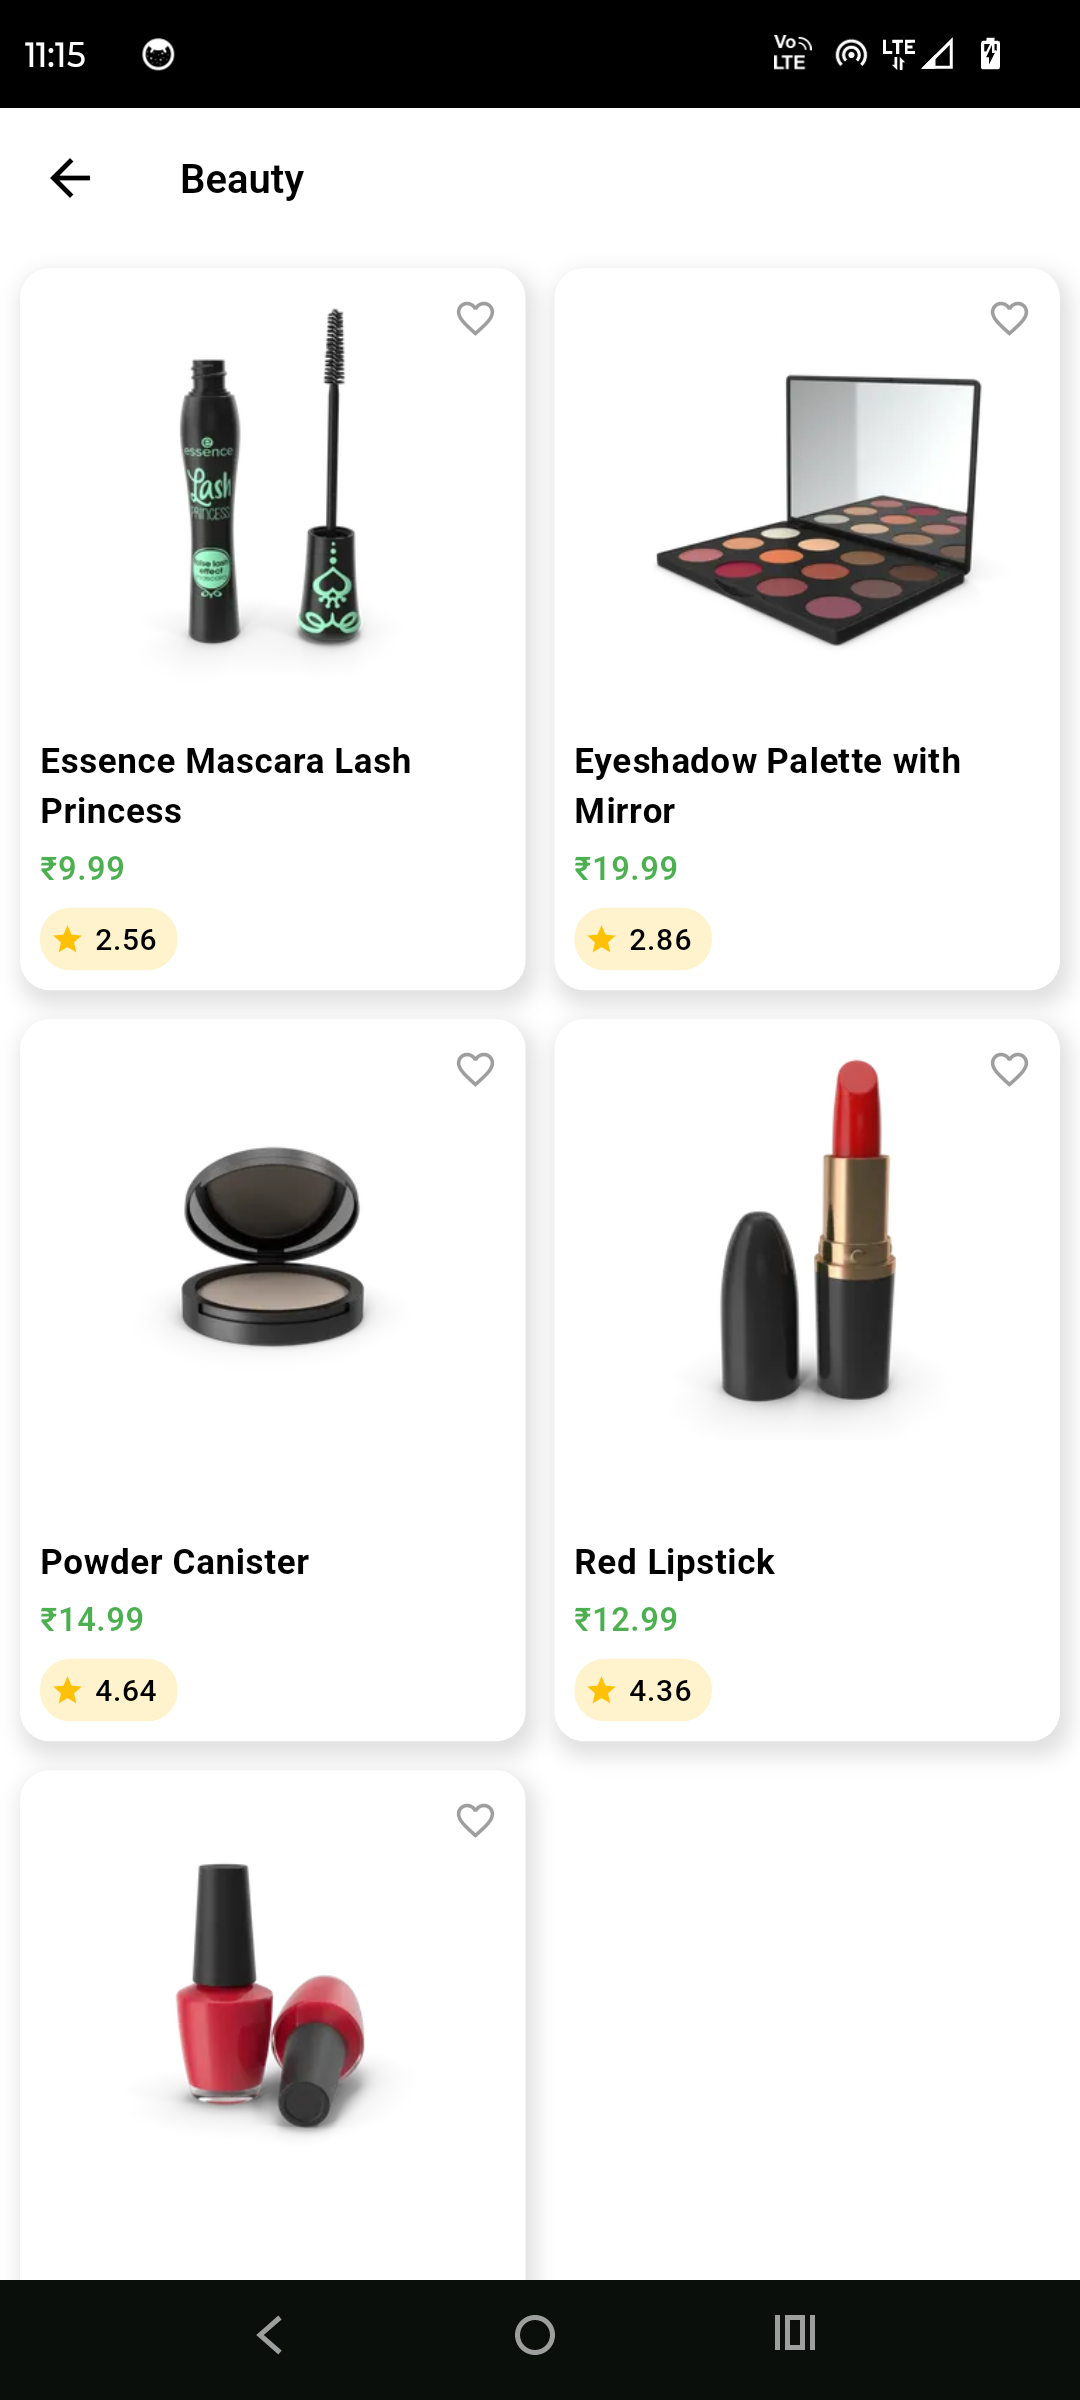 11:15
Vo
LTE
LTE
Beauty
essence
Lash
PRINCESS
false lash
effect
mascara
Essence Mascara Lash
Princess
₹9.99
2.56
Eyeshadow Palette with
Mirror
₹19.99
2.86
Powder Canister
₹14.99
4.64
Red Lipstick
₹12.99
4.36